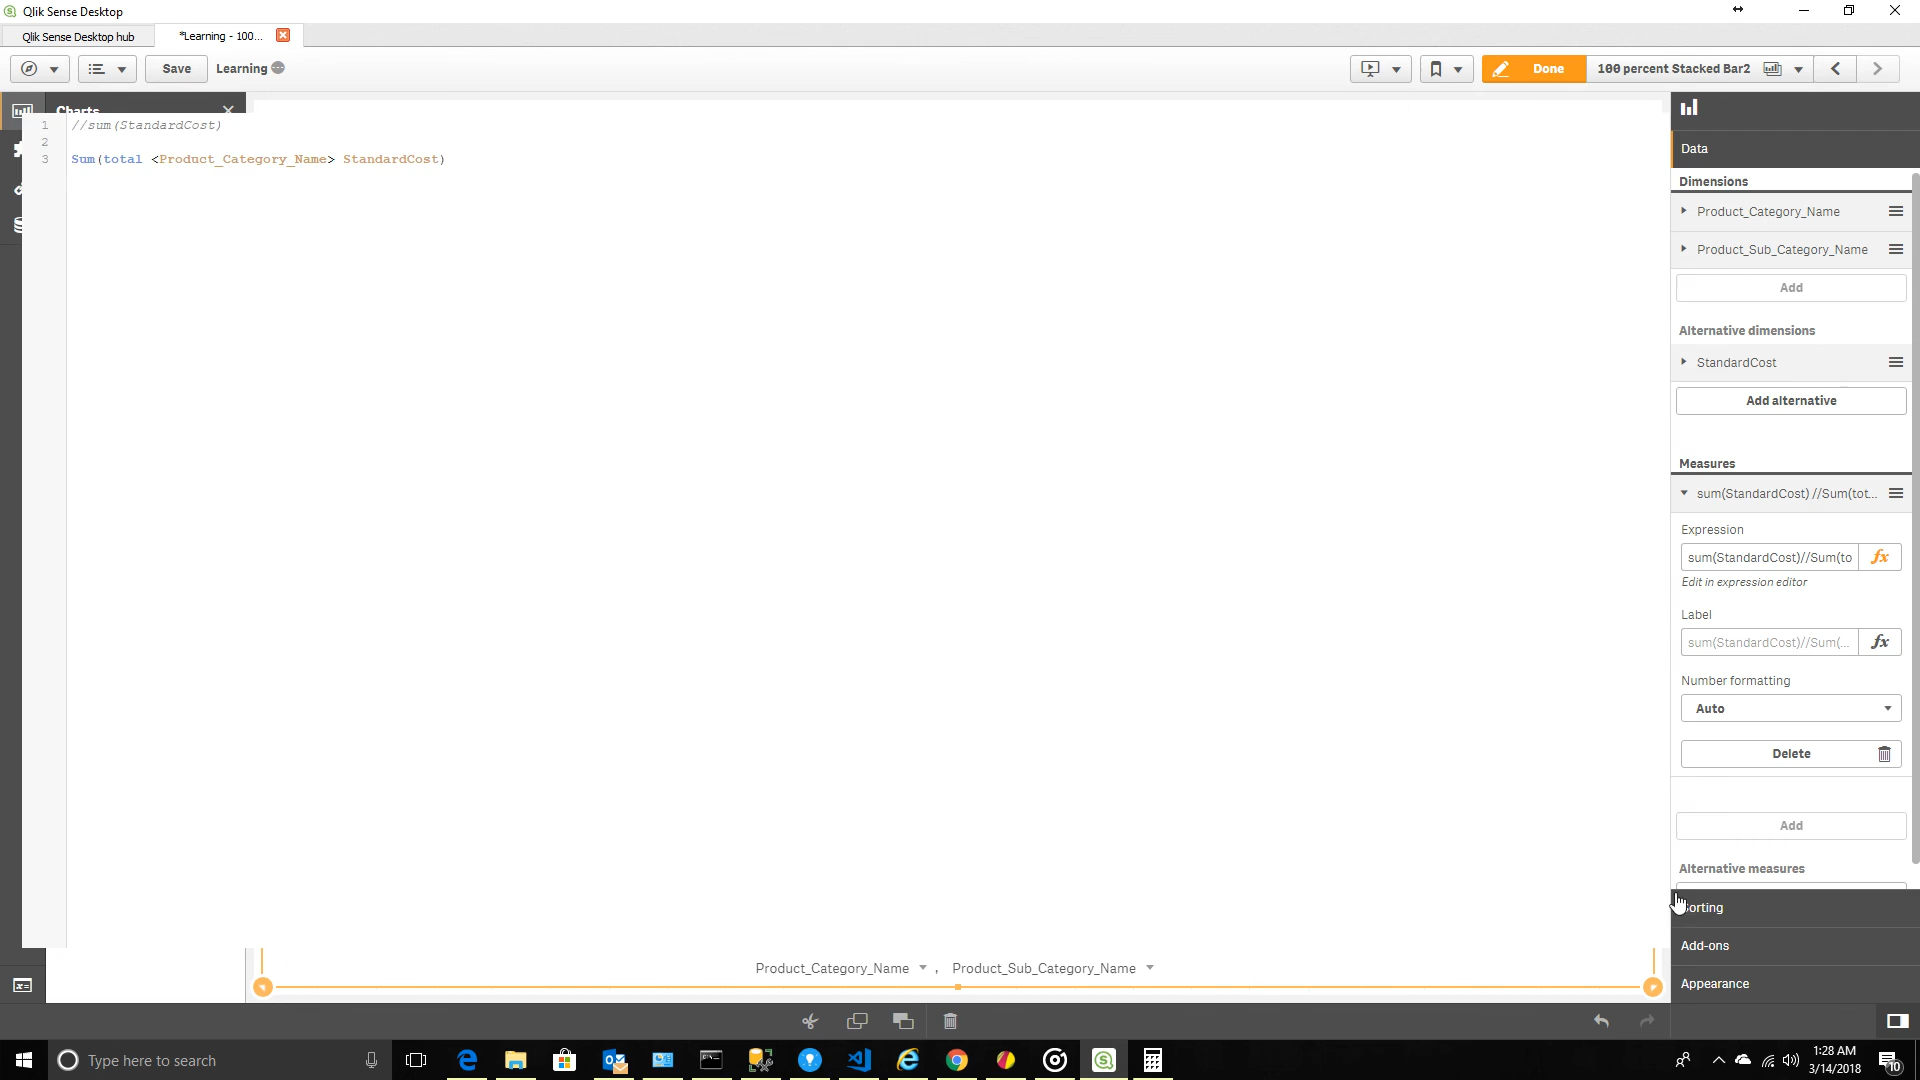 Qlik Sense Desktop
Qlik Sense Desktop hub
*Learning - 100...
Save
Learning
Done
100 percent Stacked Bar2
Charts
1 //sum(StandardCost)
2
3 Sum(total <Product_Category_Name> StandardCost)
Data
Dimensions
Product_Category_Name
Product_Sub_Category_Name
Add
Alternative dimensions
StandardCost
Add alternative
Measures
sum(StandardCost) //Sum(tot...
Expression
sum(StandardCost)//Sum(to
fx
Edit in expression editor
Label
sum(StandardCost)//Sum(...
fx
Number formatting
Auto
Delete
Add
Alternative measures
orting
Add-ons
Appearance
Product_Category_Name , Product_Sub_Category_Name
Type here to search
1:28 AM
3/14/2018
10